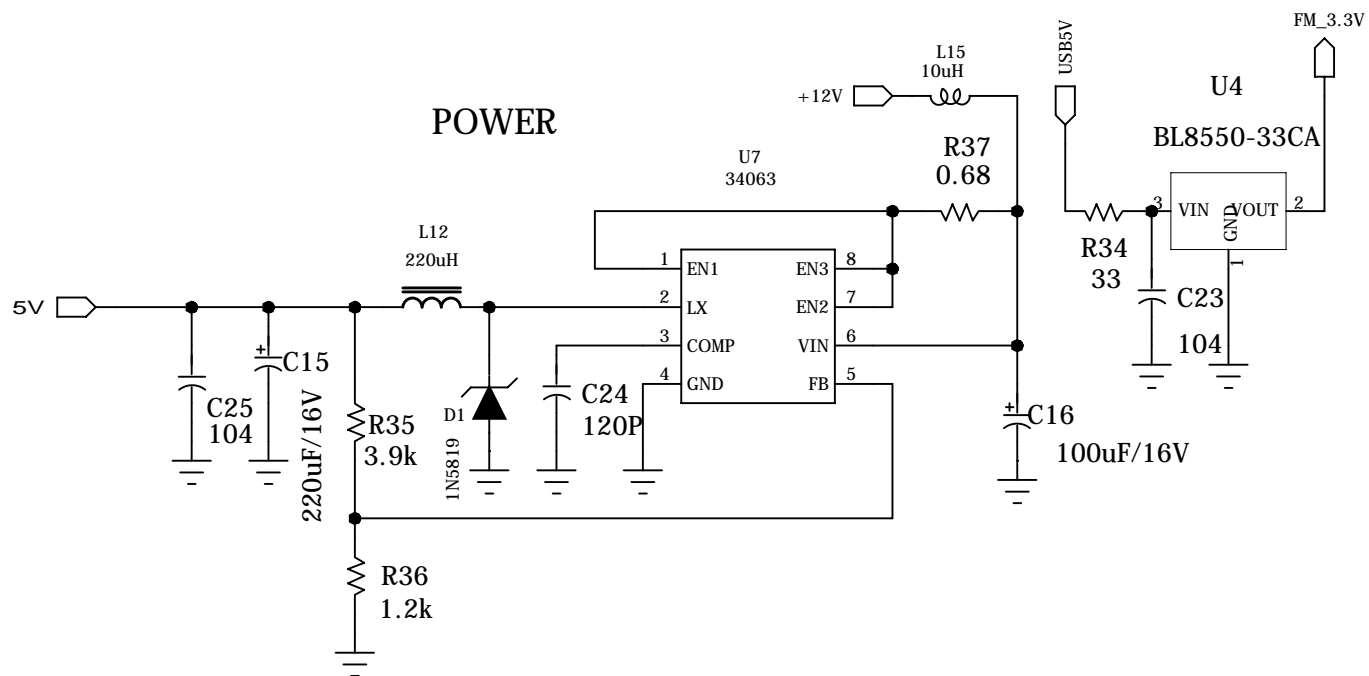 POWER
+12V
L15
10uH
USB5V
FM_3.3V
U4
BL8550-33CA
3
VIN
VOUT
2
GND
1
R34
33
C23
104
U7
34063
R37
0.68
L12
220uH
5V
1
EN1
EN3
8
2
LX
EN2
7
3
COMP
VIN
6
4
GND
FB
5
C25
104
+
C15
220uF/16V
R35
3.9k
D1
1N5819
C24
120P
+
C16
100uF/16V
R36
1.2k